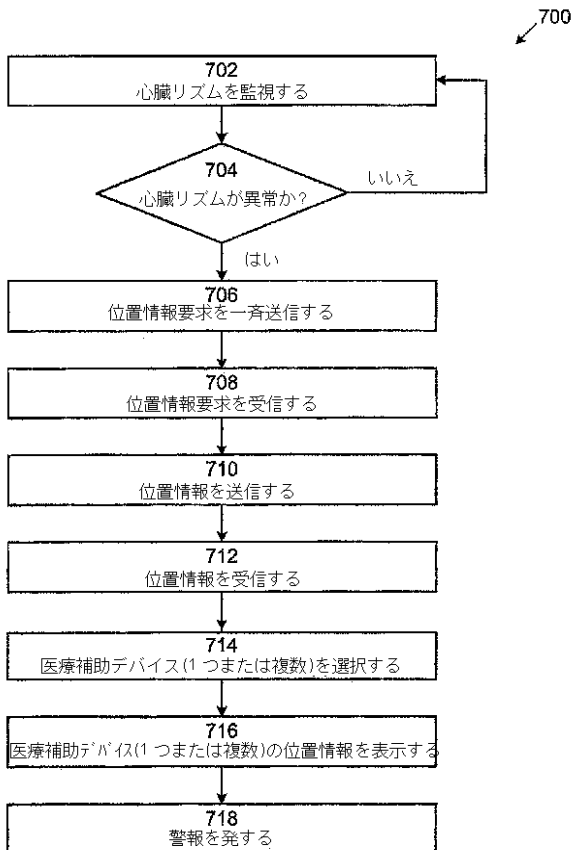 700
702
心臓リズムを監視する
704
心臓リズムが異常か?
いいえ
はい
706
位置情報要求を一斉送信する
708
位置情報要求を受信する
710
位置情報を送信する
712
位置情報を受信する
714
医療補助デバイス(1つまたは複数)を選択する
716
医療補助デバイス(1つまたは複数)の位置情報を表示する
718
警報を発する